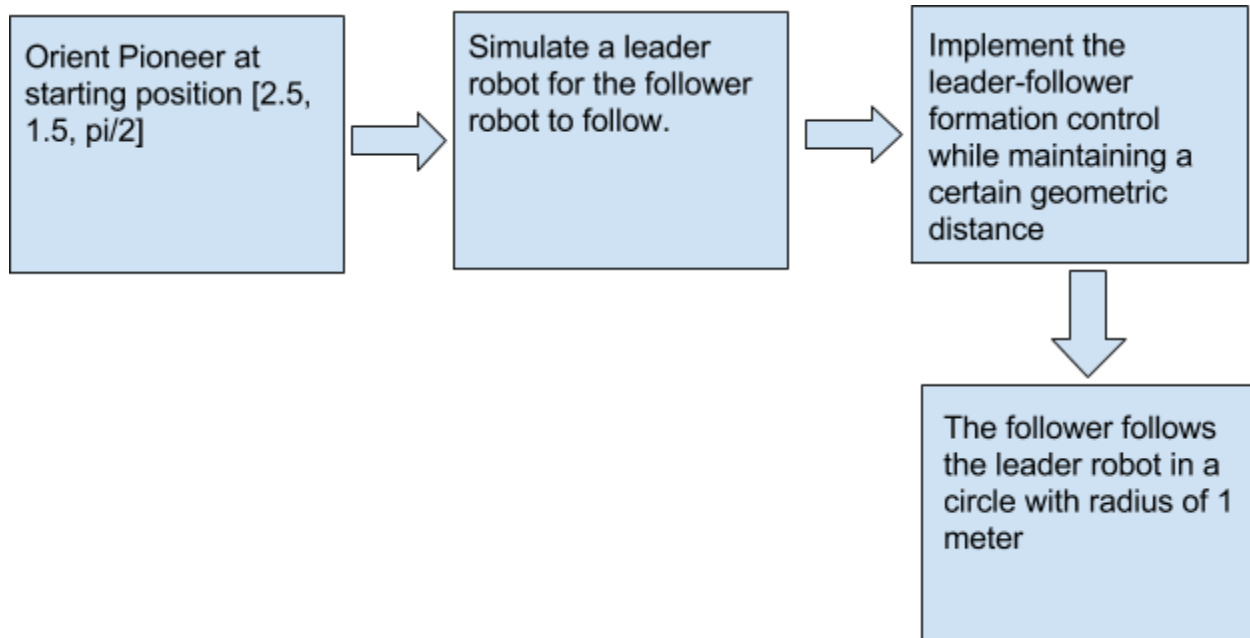 Orient Pioneer at
starting position [2.5,
1.5, pi/2]
Simulate a leader
robot for the follower
robot to follow.
Implement the
leader-follower
formation control
while maintaining a
certain geometric
distance
The follower follows
the leader robot in a
circle with radius of 1
meter